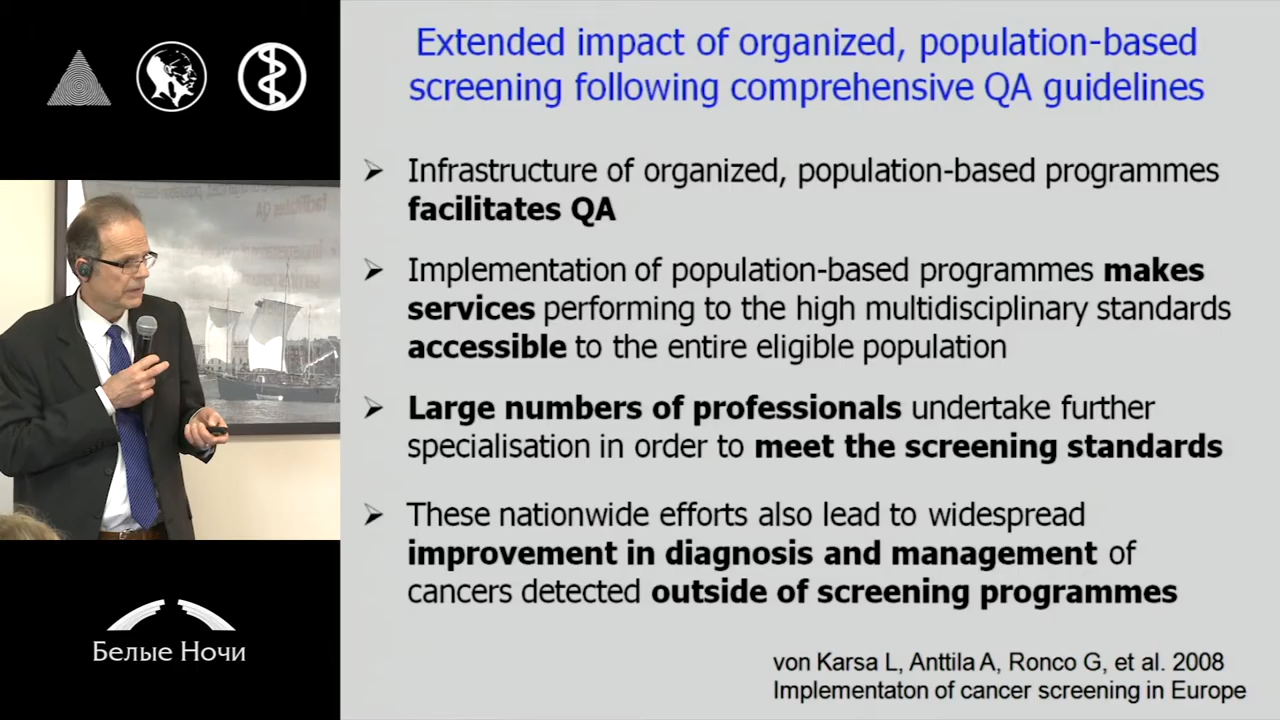 Extended impact of organized, population-based
screening following comprehensive QA guidelines
Infrastructure of organized, population-based programmes
facilitates QA
Implementation of population-based programmes makes
services performing to the high multidisciplinary standards
accessible to the entire eligible population
Large numbers of professionals undertake further
specialisation in order to meet the screening standards
These nationwide efforts also lead to widespread
improvement in diagnosis and management of
cancers detected outside of screening programmes
von Karsa L, Anttila A, Ronco G, et al. 2008
Implementaton of cancer screening in Europe
facilitates QA
Белые Ночи